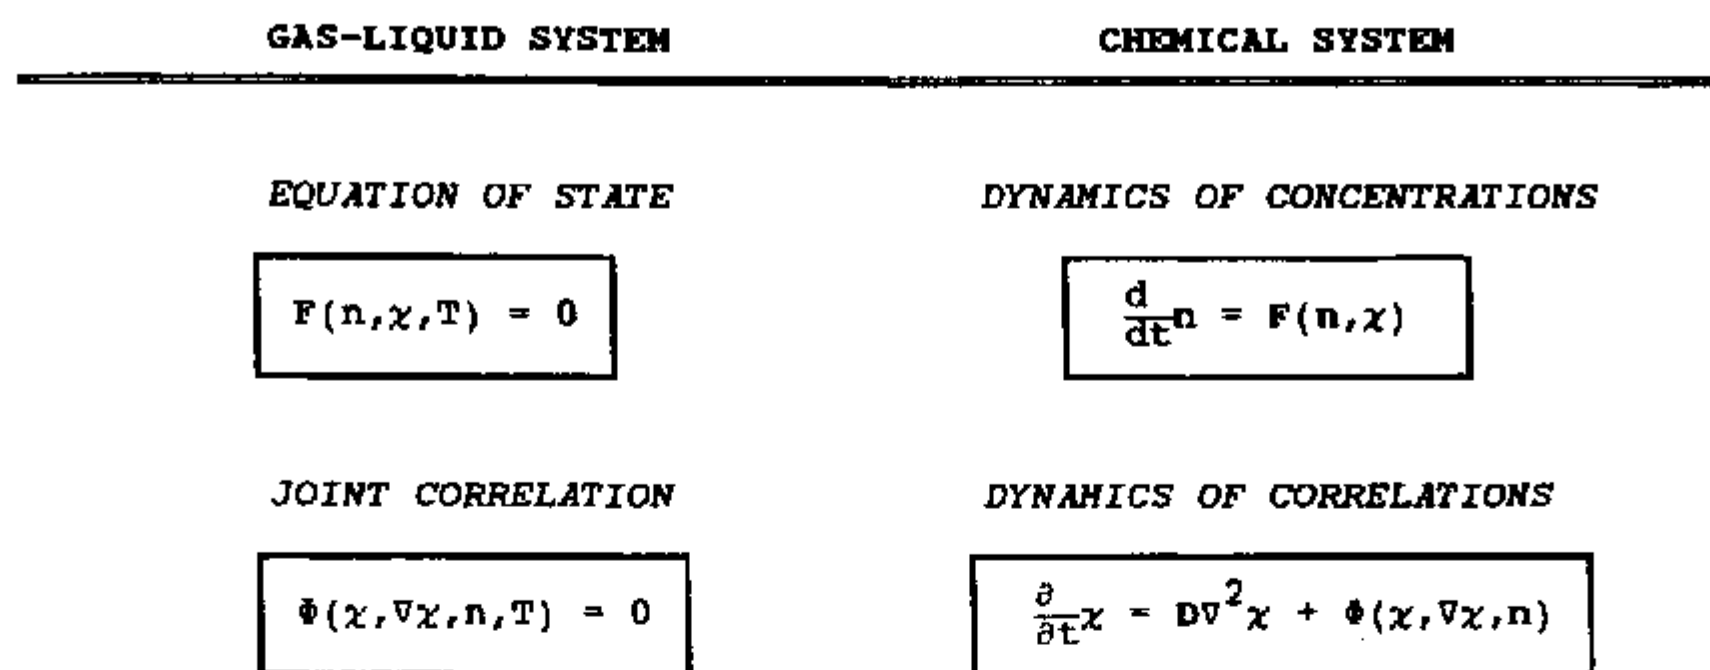 GAS-LIQUID SYSTEM CHEMICAL SYSTEM
EQUATION OF STATE DYNAMICS OF CONCENTRATIONS
F(n,χ,T) = 0 d/dt n = F(n,χ)
JOINT CORRELATION DYNAMICS OF CORRELATIONS
Φ(χ,∇χ,n,T) = 0 ∂/∂t χ = D∇²χ + Φ(χ,∇χ,n)